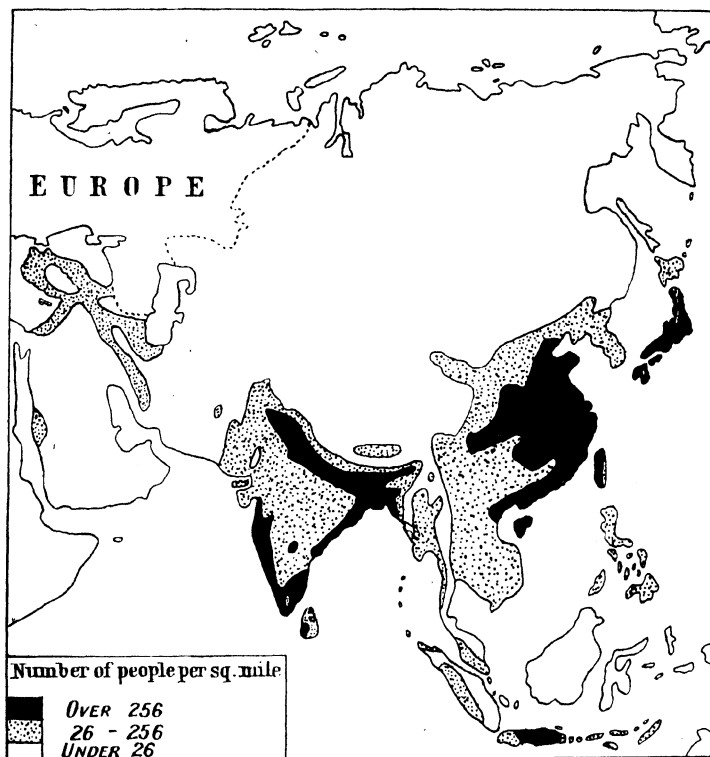 EUROPE
Number of people per sq. mile
OVER 256
26 - 256
UNDER 26